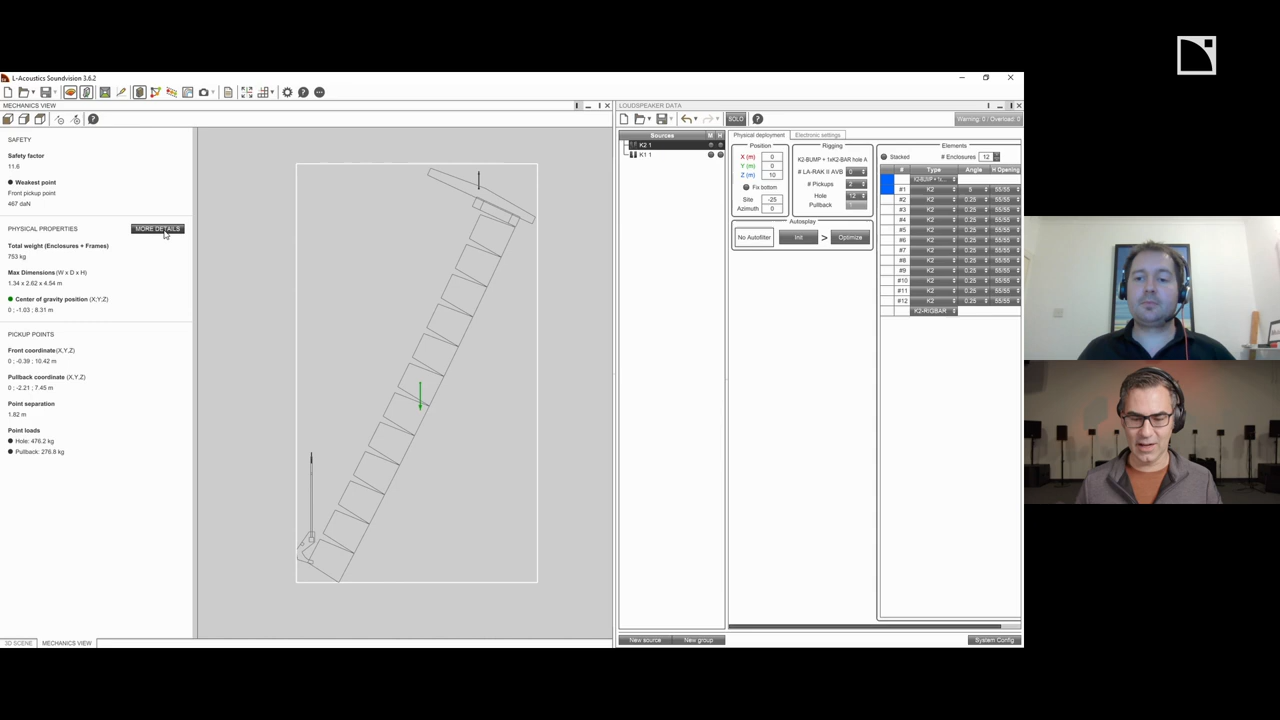 L-Acoustics Soundvision 3.6.2
MECHANICS VIEW
SAFETY
Safety factor
11.6
Weakest point
Front pickup point
467 daN
PHYSICAL PROPERTIES
MORE DETAILS
Total weight (Enclosures + Frames)
753 kg
Max Dimensions (W x D x H)
1.34 x 2.62 x 4.54 m
Center of gravity position (X;Y;Z)
0 ; -1.03 ; 8.31 m
PICKUP POINTS
Front coordinate(X,Y,Z)
0 ; -0.39 ; 10.42 m
Pullback coordinate (X,Y,Z)
0 ; -2.21 ; 7.45 m
Point separation
1.82 m
Point loads
Hole: 476.2 kg
Pullback: 276.8 kg
3D SCENE
MECHANICS VIEW
LOUDSPEAKER DATA
SOLO
Warning: 0 / Overload: 0
Sources M H
K2 1
K1 1
Physical deployment
Electronic settings
Position
X (m) 0
Y (m) 0
Z (m) 10
Fix bottom
Site -25
Azimuth 0
Rigging
K2-BUMP + 1xK2-BAR hole A
# LA-RAK II AVB 0
# Pickups 2
Hole 12
Pullback
Autosplay
No Autofilter
Init
>
Optimize
Elements
Stacked
# Enclosures 12
# Type Angle H Opening
K2-BUMP + 1x...
#1 K2 5 55/55
#2 K2 0.25 55/55
#3 K2 0.25 55/55
#4 K2 0.25 55/55
#5 K2 0.25 55/55
#6 K2 0.25 55/55
#7 K2 0.25 55/55
#8 K2 0.25 55/55
#9 K2 0.25 55/55
#10 K2 0.25 55/55
#11 K2 0.25 55/55
#12 K2 0.25 55/55
K2-RIGBAR
New source
New group
System Config